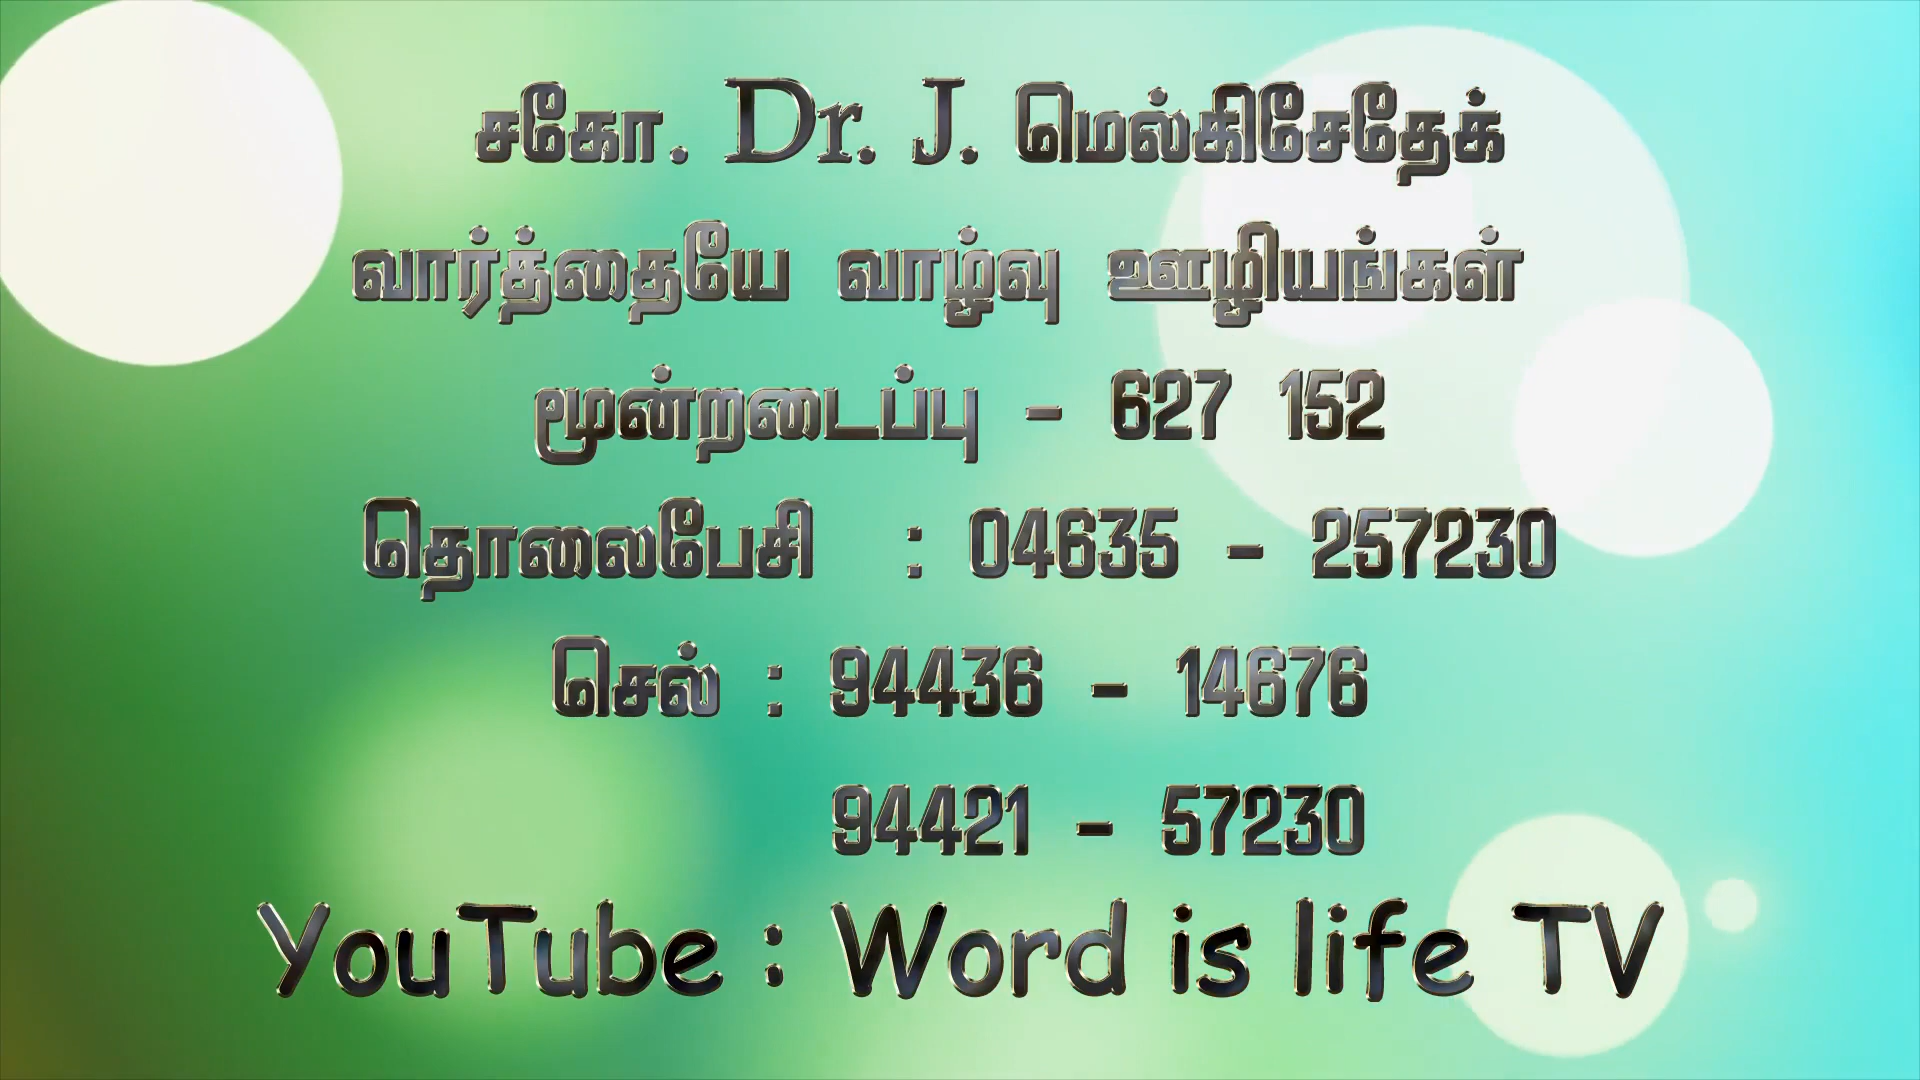 சகோ. Dr. J. மெல்கிசேதேக்
வார்த்தையே வாழ்வு ஊழியங்கள்
மூன்றடைப்பு - 627 152
தொலைபேசி : 04635 - 257230
செல் : 94436 - 14676
94421 - 57230
YouTube : Word is life TV